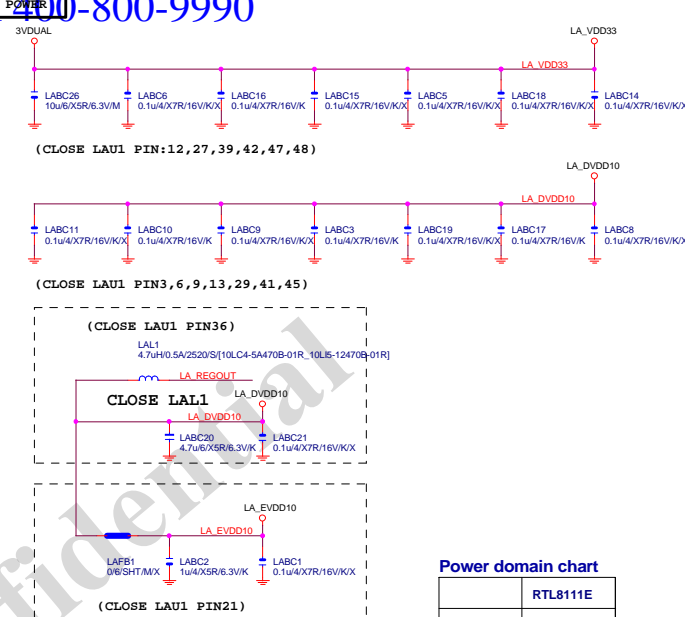 POWER
400-800-9990
3VDUAL
LA_VDD33
LA_VDD33
LABC26
10u/6/X5R/6.3V/M
LABC6
0.1u/4/X7R/16V/K/X
LABC16
0.1u/4/X7R/16V/K
LABC15
0.1u/4/X7R/16V/K/X
LABC5
0.1u/4/X7R/16V/K
LABC18
0.1u/4/X7R/16V/K/X
LABC14
0.1u/4/X7R/16V/K/X
(CLOSE LAU1 PIN:12,27,39,42,47,48)
LA_DVDD10
LA_DVDD10
LABC11
0.1u/4/X7R/16V/K/X
LABC10
0.1u/4/X7R/16V/K
LABC9
0.1u/4/X7R/16V/K/X
LABC3
0.1u/4/X7R/16V/K
LABC19
0.1u/4/X7R/16V/K/X
LABC17
0.1u/4/X7R/16V/K
LABC8
0.1u/4/X7R/16V/K/X
(CLOSE LAU1 PIN3,6,9,13,29,41,45)
(CLOSE LAU1 PIN36)
LAL1
4.7uH/0.5A/2520/S/[10LC4-5A470B-01R_10LI5-12470B-01R]
LA_REGOUT
CLOSE LAL1
LA_DVDD10
LA_DVDD10
LABC20
4.7u/6/X5R/6.3V/K
LABC21
0.1u/4/X7R/16V/K/X
LA_EVDD10
LA_EVDD10
LAFB1
0/6/SHT/M/X
LABC2
1u/4/X5R/6.3V/K
LABC1
0.1u/4/X7R/16V/K/X
(CLOSE LAU1 PIN21)
Power domain chart
RTL8111E
fidential